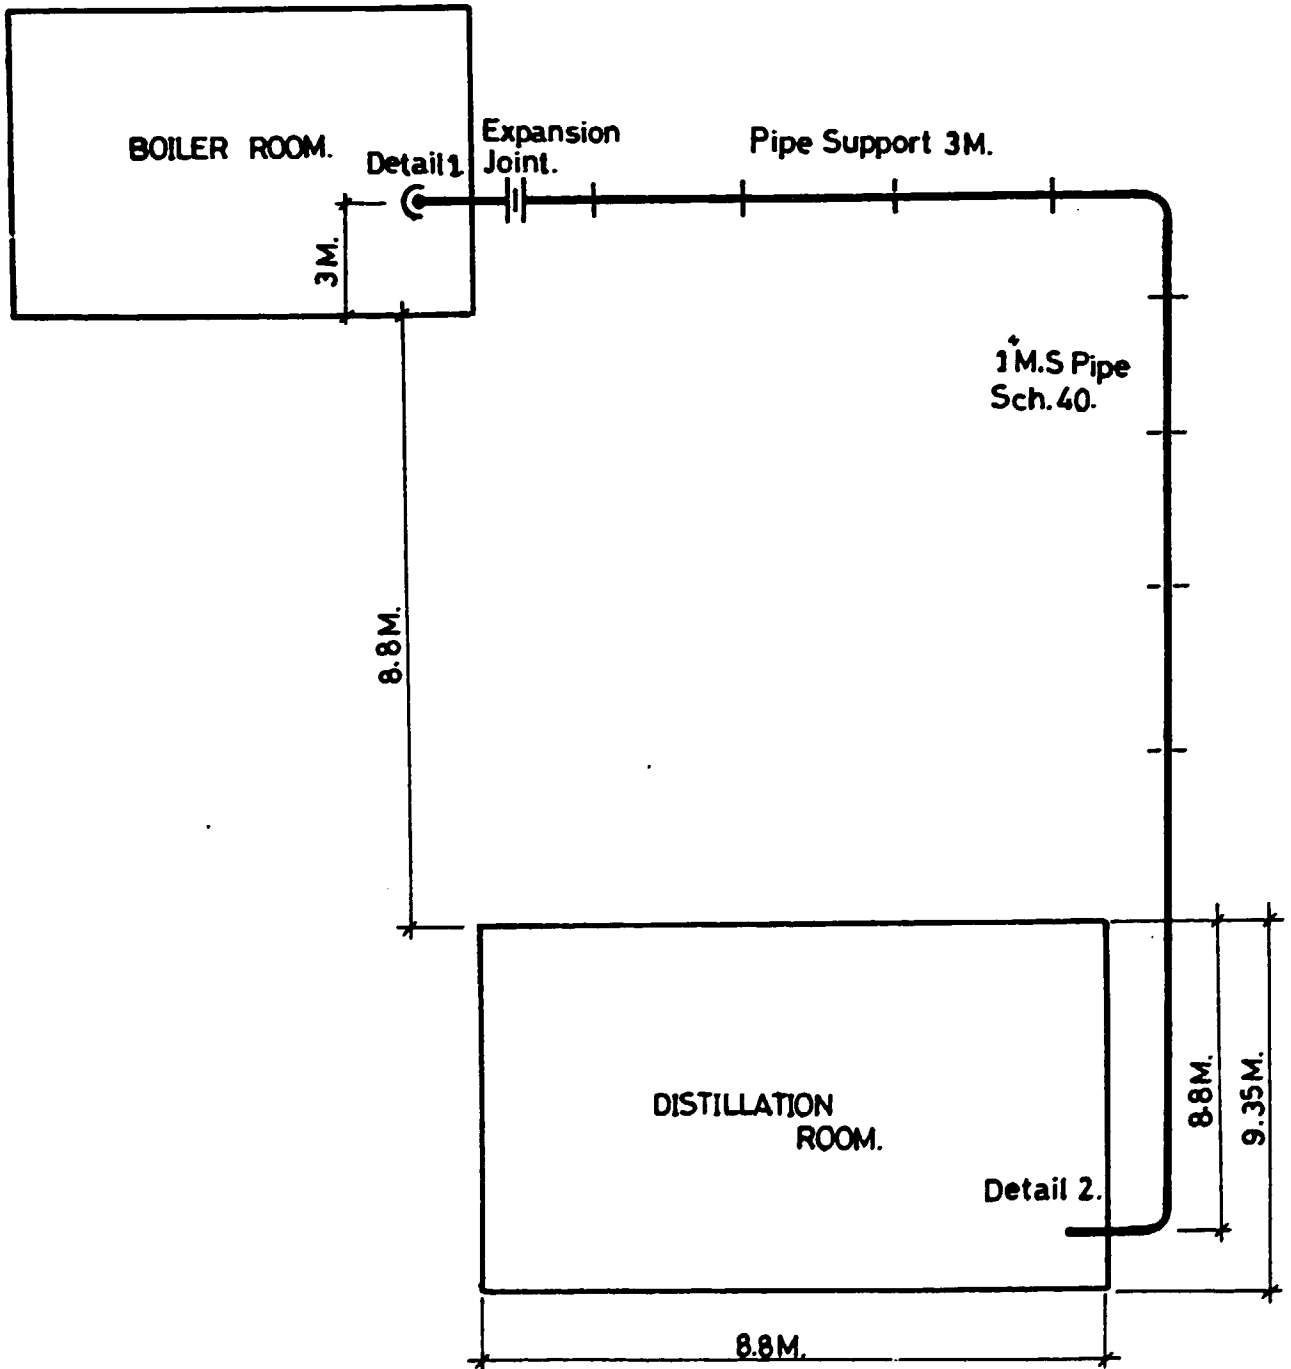 BOILER ROOM.
Detail 1
Expansion
Joint.
Pipe Support 3M.
3M.
1" M.S Pipe
Sch.40.
8.8M.
DISTILLATION
ROOM.
Detail 2.
8.8M.
9.35M.
8.8M.